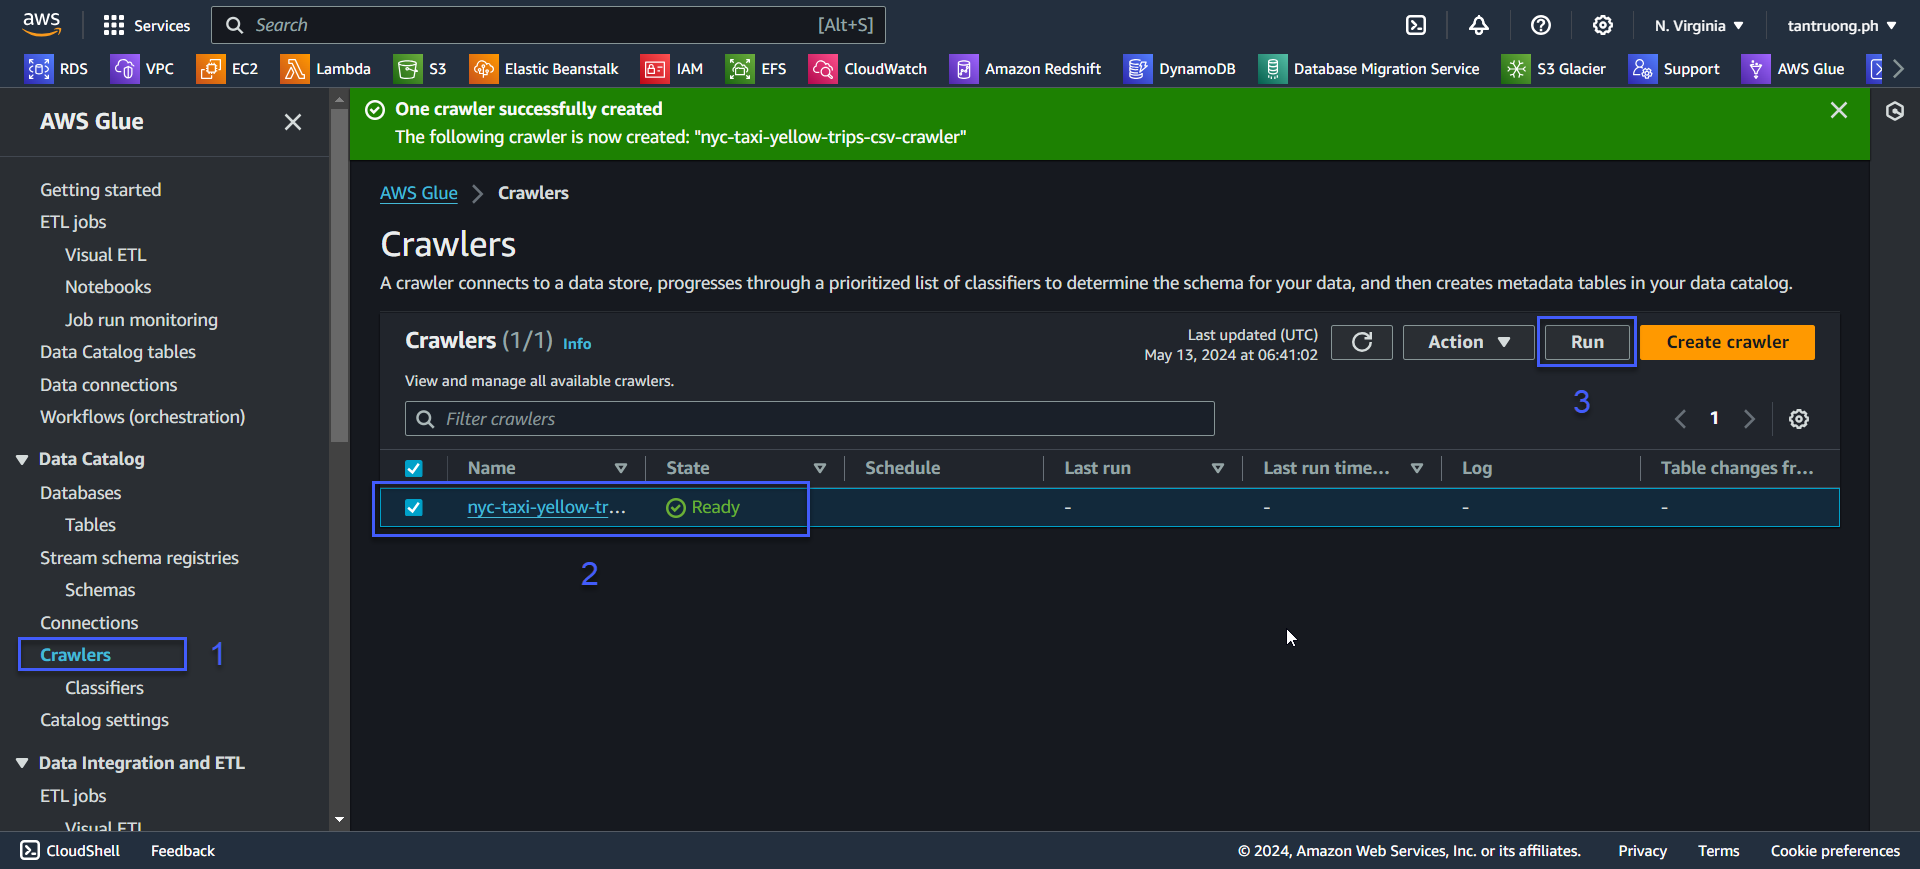 aws Services Search [Alt+S] N. Virginia tantruong.ph
RDS VPC EC2 Lambda S3 Elastic Beanstalk IAM EFS CloudWatch Amazon Redshift DynamoDB Database Migration Service S3 Glacier Support AWS Glue
AWS Glue
Getting started
ETL jobs
Visual ETL
Notebooks
Job run monitoring
Data Catalog tables
Data connections
Workflows (orchestration)
Data Catalog
Databases
Tables
Stream schema registries
Schemas
Connections
Crawlers 1
Classifiers
Catalog settings
Data Integration and ETL
ETL jobs
Visual ETL
One crawler successfully created
The following crawler is now created: "nyc-taxi-yellow-trips-csv-crawler"
AWS Glue Crawlers
Crawlers
A crawler connects to a data store, progresses through a prioritized list of classifiers to determine the schema for your data, and then creates metadata tables in your data catalog.
Crawlers (1/1) Info
Last updated (UTC)
May 13, 2024 at 06:41:02
Action Run Create crawler
View and manage all available crawlers.
3
Filter crawlers 1
Name State Schedule Last run Last run time... Log Table changes fr...
nyc-taxi-yellow-tr... Ready - - - -
2
CloudShell Feedback © 2024, Amazon Web Services, Inc. or its affiliates. Privacy Terms Cookie preferences